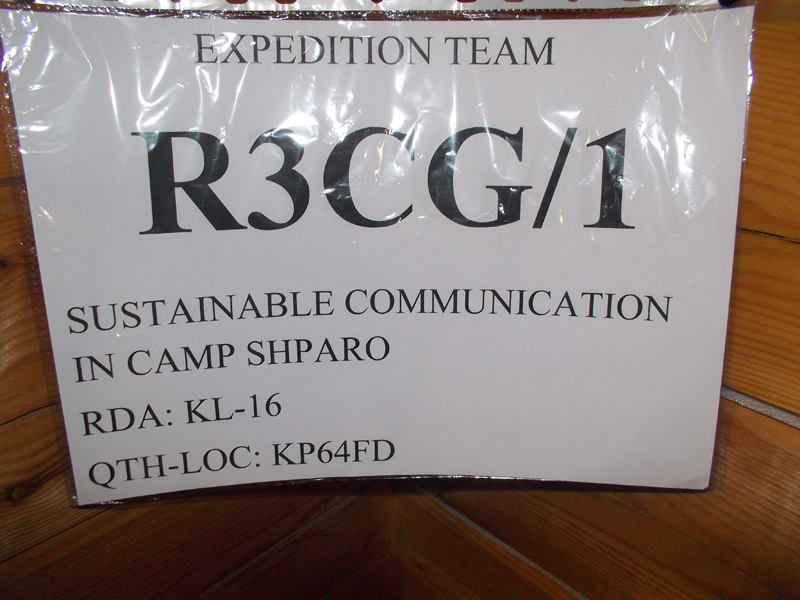 EXPEDITION TEAM
R3CG/1
SUSTAINABLE COMMUNICATION
IN CAMP SHPARO
RDA: KL-16
QTH-LOC: KP64FD